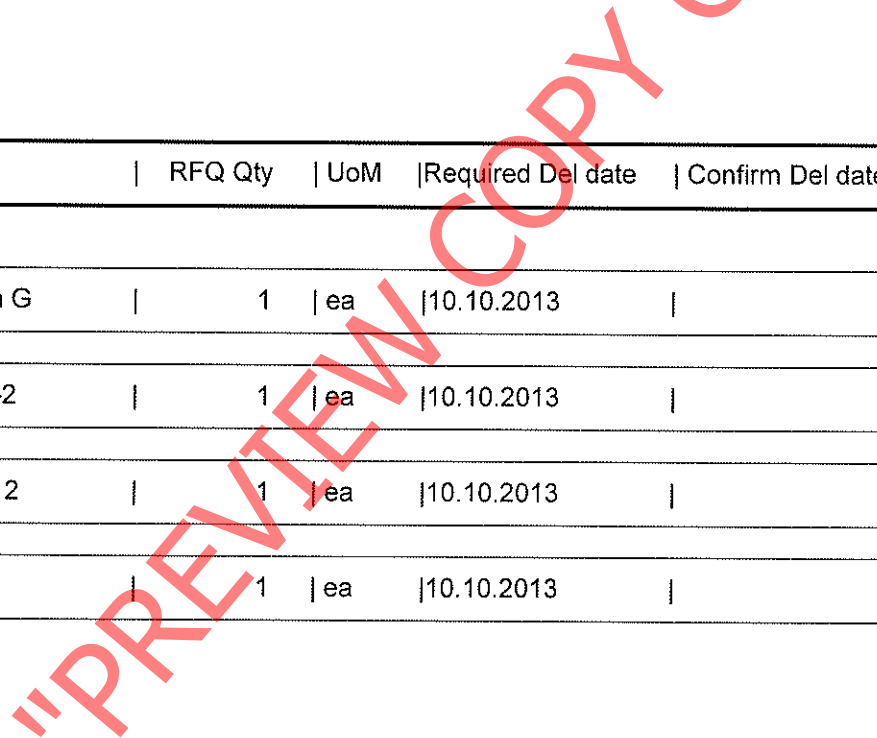 | RFQ Qty | UoM |Required Del date | Confirm Del date
G | 1 | ea |10.10.2013 |
-2 | 1 | ea |10.10.2013 |
2 | 1 | ea |10.10.2013 |
| 1 | ea |10.10.2013 |
"PREVIEW COPY